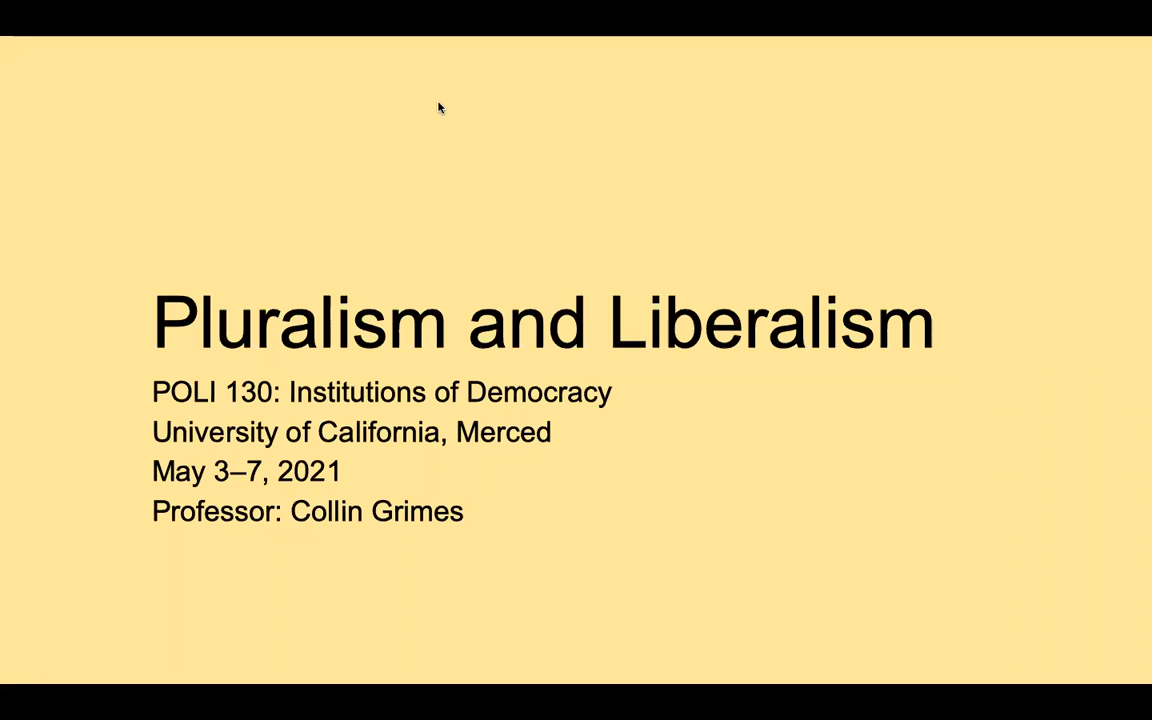 Pluralism and Liberalism
POLI 130: Institutions of Democracy
University of California, Merced
May 3–7, 2021
Professor: Collin Grimes